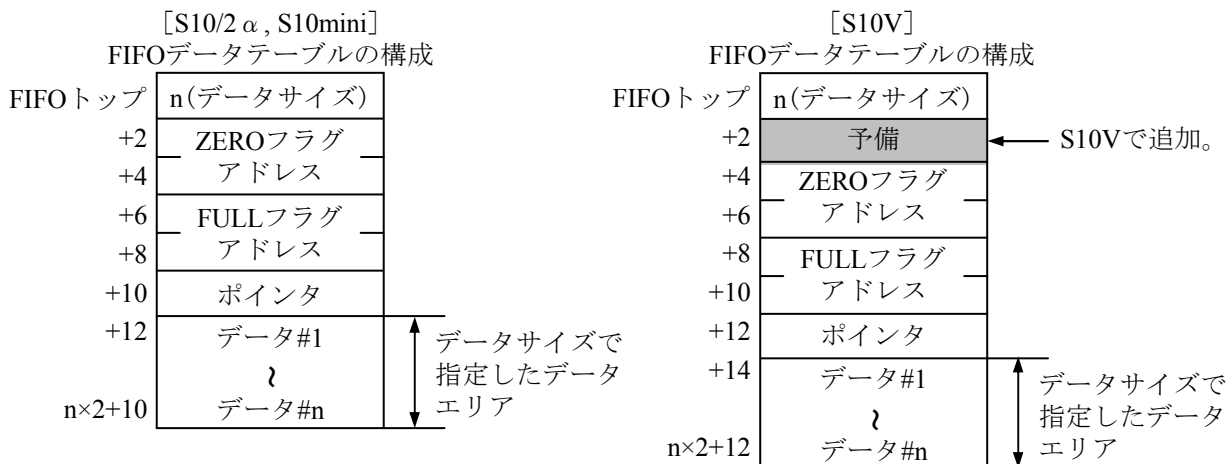 [S10/2 α , S10mini]
FIFOデータテーブルの構成
FIFOトップ n(データサイズ)
+2 ZEROフラグ
+4 アドレス
+6 FULLフラグ
+8 アドレス
+10 ポインタ
+12 データ#1
~
n×2+10 データ#n
データサイズで
指定したデータ
エリア
[S10V]
FIFOデータテーブルの構成
FIFOトップ n(データサイズ)
+2 予備 S10Vで追加。
+4 ZEROフラグ
+6 アドレス
+8 FULLフラグ
+10 アドレス
+12 ポインタ
+14 データ#1
~
n×2+12 データ#n
データサイズで
指定したデータ
エリア